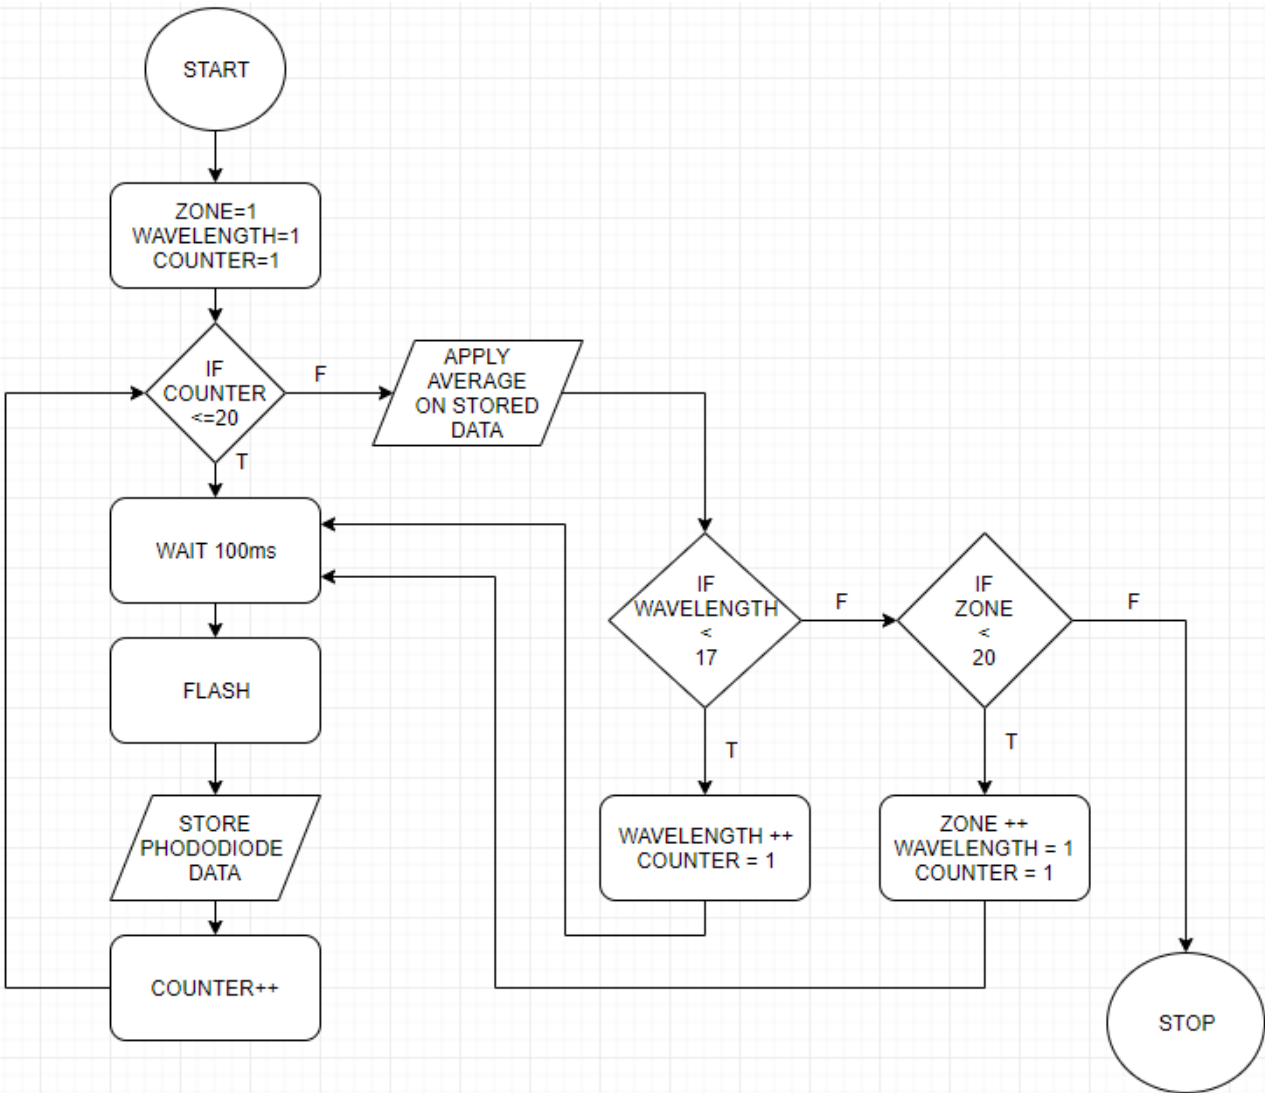 START
ZONE=1
WAVELENGTH=1
COUNTER=1
IF
COUNTER
<=20
F
T
APPLY
AVERAGE
ON STORED
DATA
WAIT 100ms
FLASH
STORE
PHODODIODE
DATA
COUNTER++
IF
WAVELENGTH
<
17
F
T
WAVELENGTH ++
COUNTER = 1
IF
ZONE
<
20
F
T
ZONE ++
WAVELENGTH = 1
COUNTER = 1
STOP